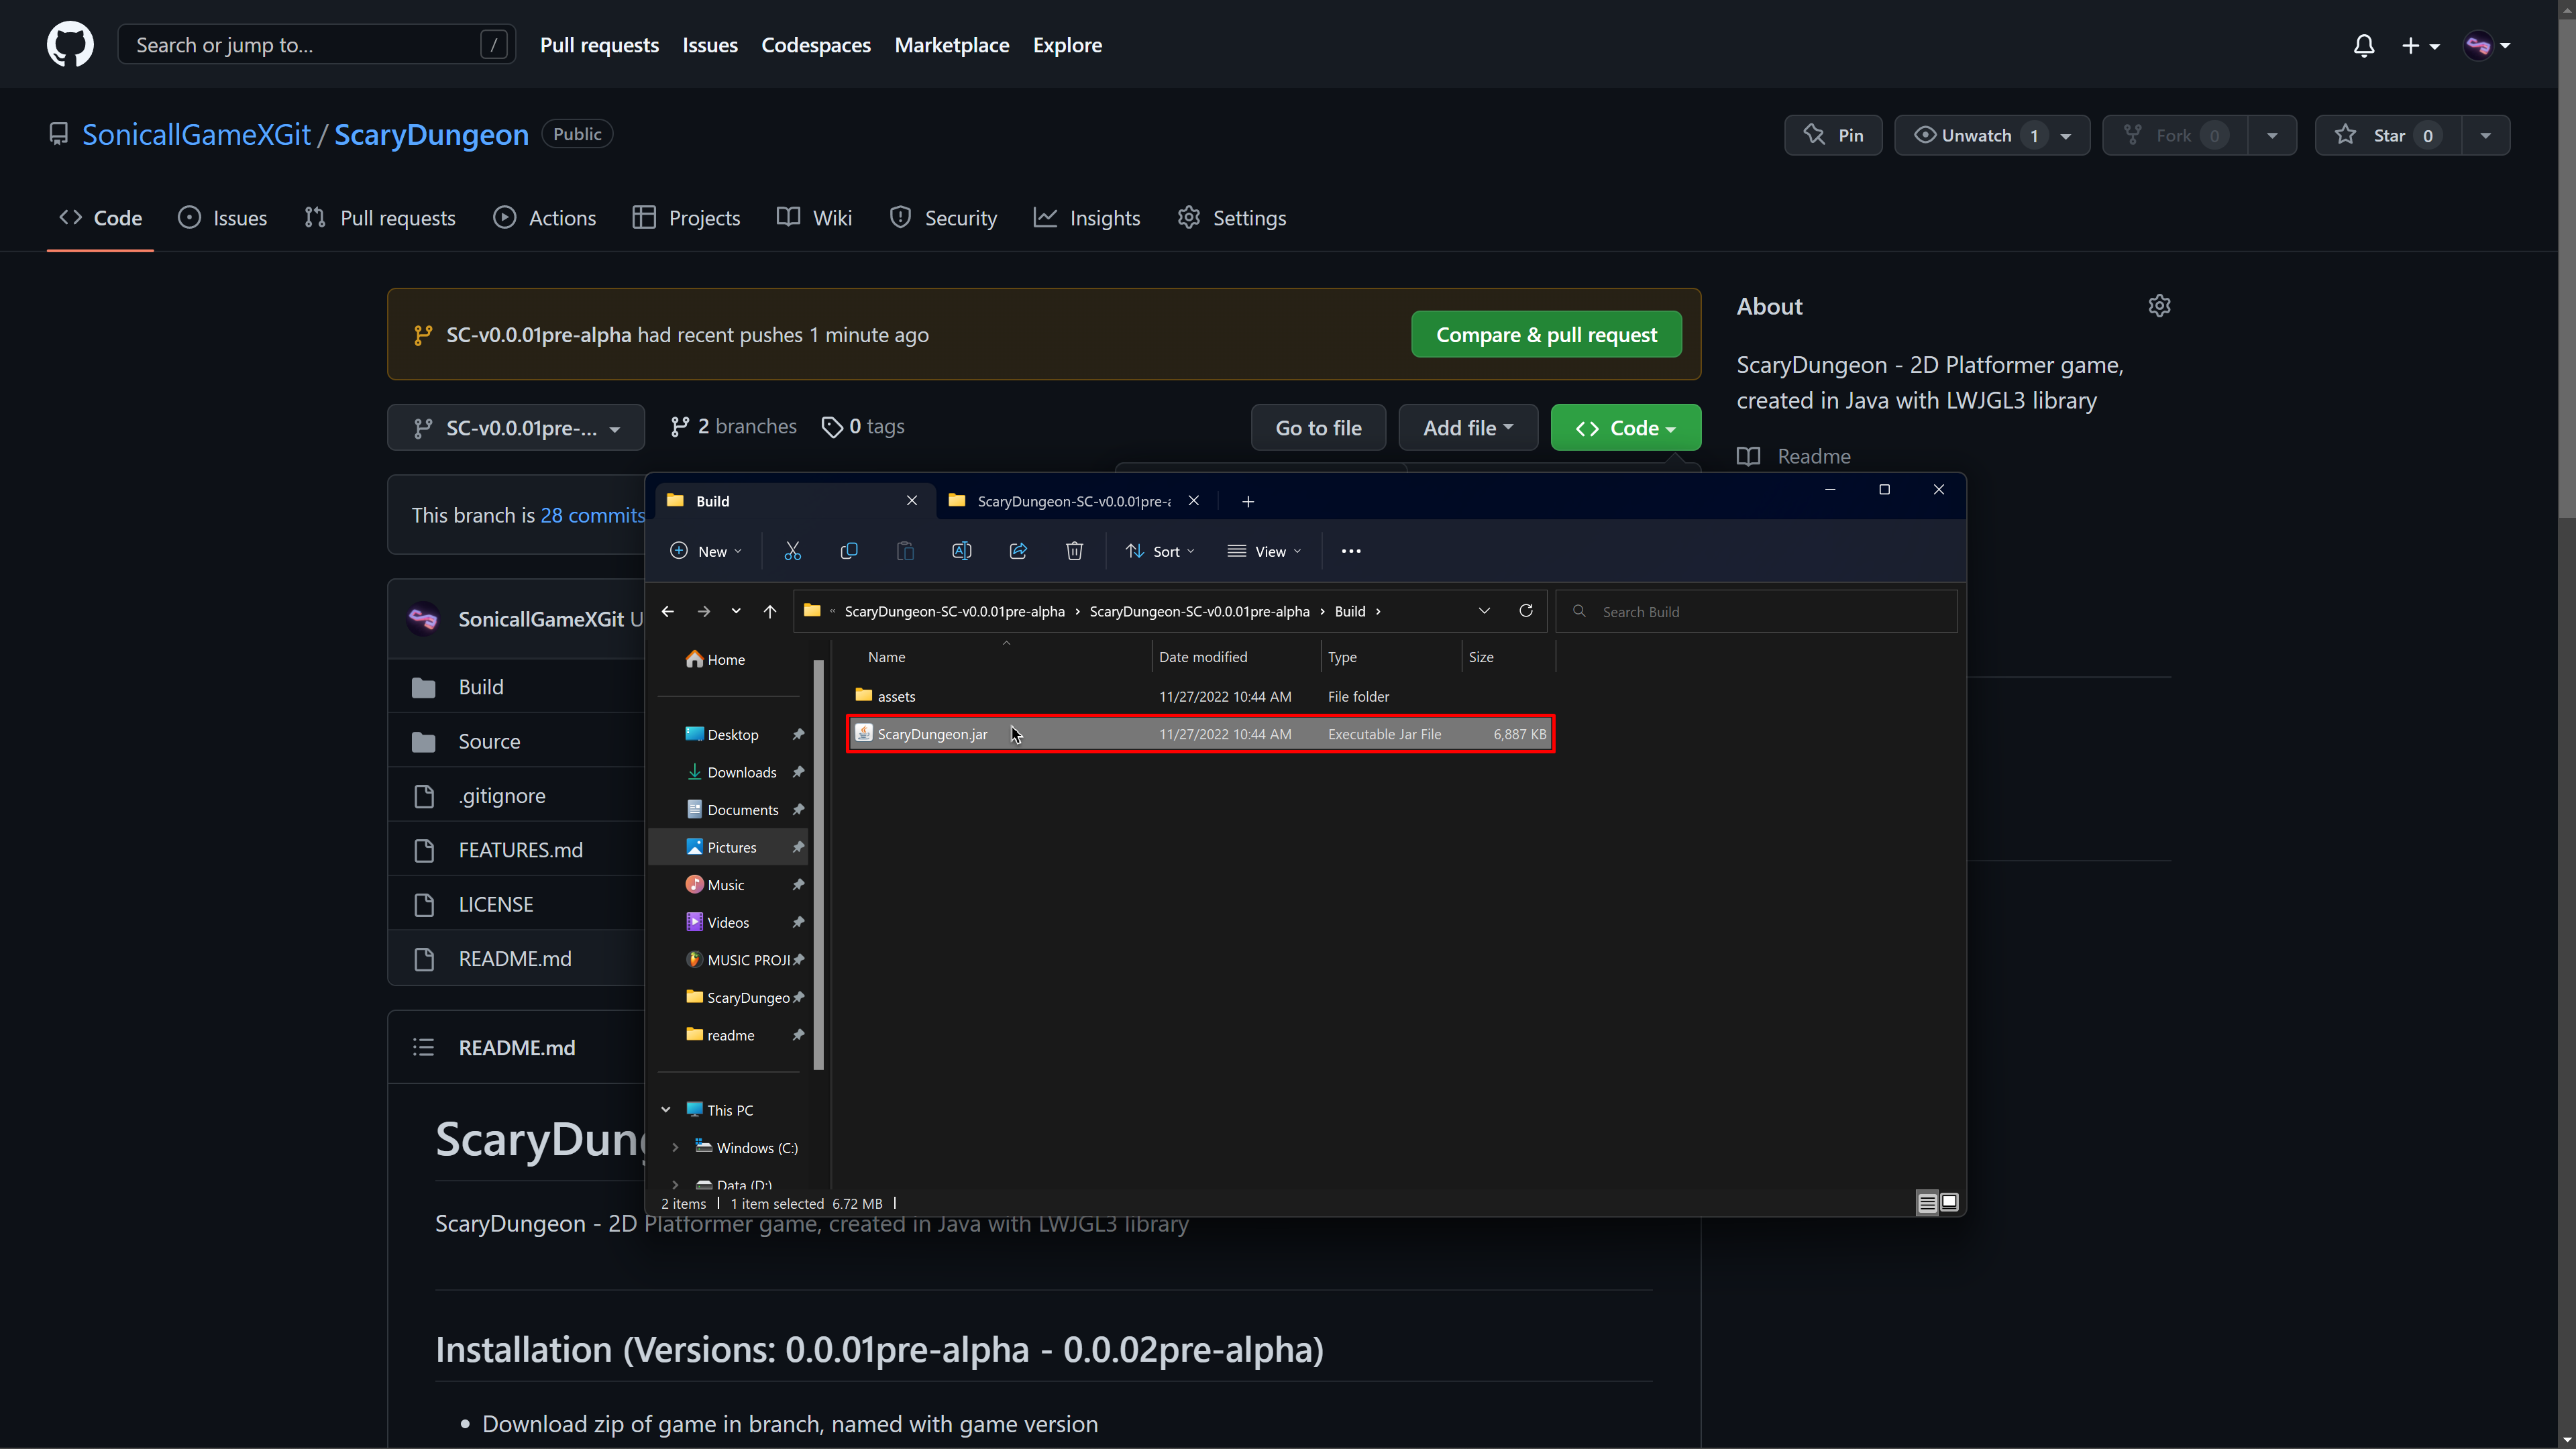 Search or jump to... /
Pull requests Issues Codespaces Marketplace Explore
SonicallGameXGit / ScaryDungeon Public
Pin Unwatch 1 Fork 0 Star 0
Code Issues Pull requests Actions Projects Wiki Security Insights Settings
SC-v0.0.01pre-alpha had recent pushes 1 minute ago
Compare & pull request
SC-v0.0.01pre-... 2 branches 0 tags
Go to file Add file Code
About
ScaryDungeon - 2D Platformer game,
created in Java with LWJGL3 library
Readme
This branch is 28 commits
SonicallGameXGit
Build
Source
.gitignore
FEATURES.md
LICENSE
README.md
README.md
Build ScaryDungeon-SC-v0.0.01pre-
New Sort View
ScaryDungeon-SC-v0.0.01pre-alpha › ScaryDungeon-SC-v0.0.01pre-alpha › Build ›
Search Build
Home
Desktop
Downloads
Documents
Pictures
Music
Videos
MUSIC PROJI
ScaryDungeo
readme
This PC
Windows (C:)
Data (D:)
Name Date modified Type Size
assets 11/27/2022 10:44 AM File folder
ScaryDungeon.jar 11/27/2022 10:44 AM Executable Jar File 6,887 KB
2 items 1 item selected 6.72 MB
ScaryDung
ScaryDungeon - 2D Platformer game, created in Java with LWJGL3 library
Installation (Versions: 0.0.01pre-alpha - 0.0.02pre-alpha)
• Download zip of game in branch, named with game version